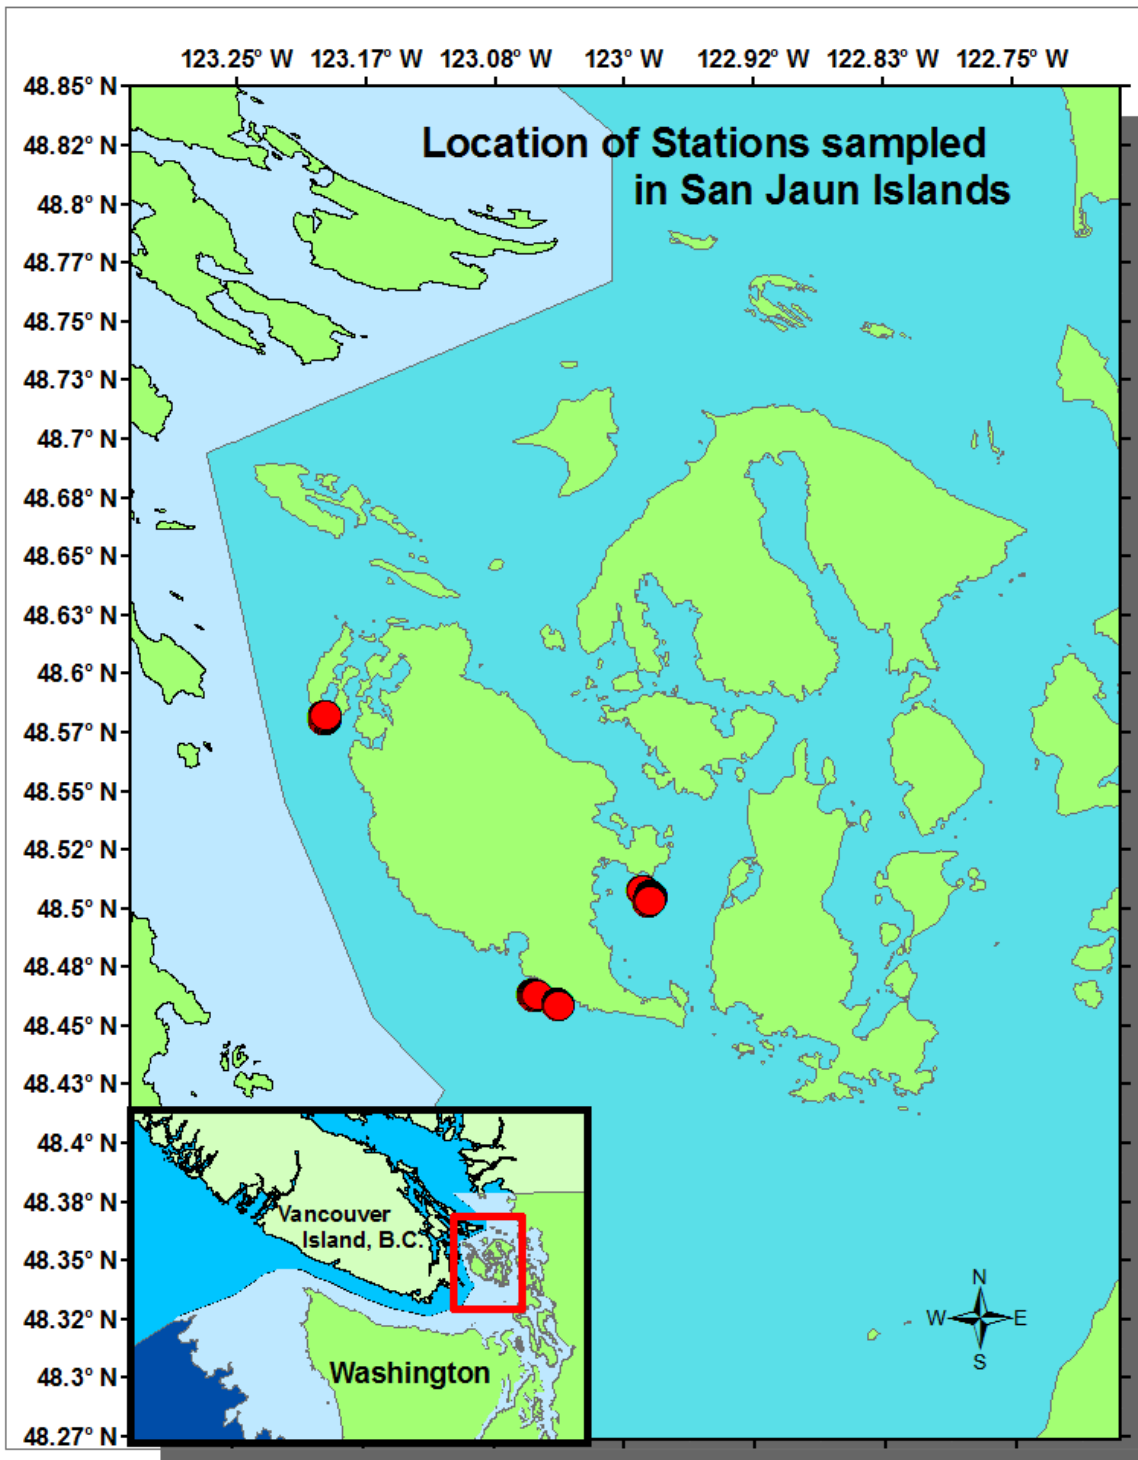 123.25° W 123.17° W 123.08° W 123° W 122.92° W 122.83° W 122.75° W
48.85° N
48.82° N
48.8° N
48.77° N
48.75° N
48.73° N
48.7° N
48.68° N
48.65° N
48.63° N
48.6° N
48.57° N
48.55° N
48.52° N
48.5° N
48.48° N
48.45° N
48.43° N
48.4° N
48.38° N
48.35° N
48.32° N
48.3° N
48.27° N
Location of Stations sampled
in San Jaun Islands
Vancouver
Island, B.C.
Washington
N
W E
S